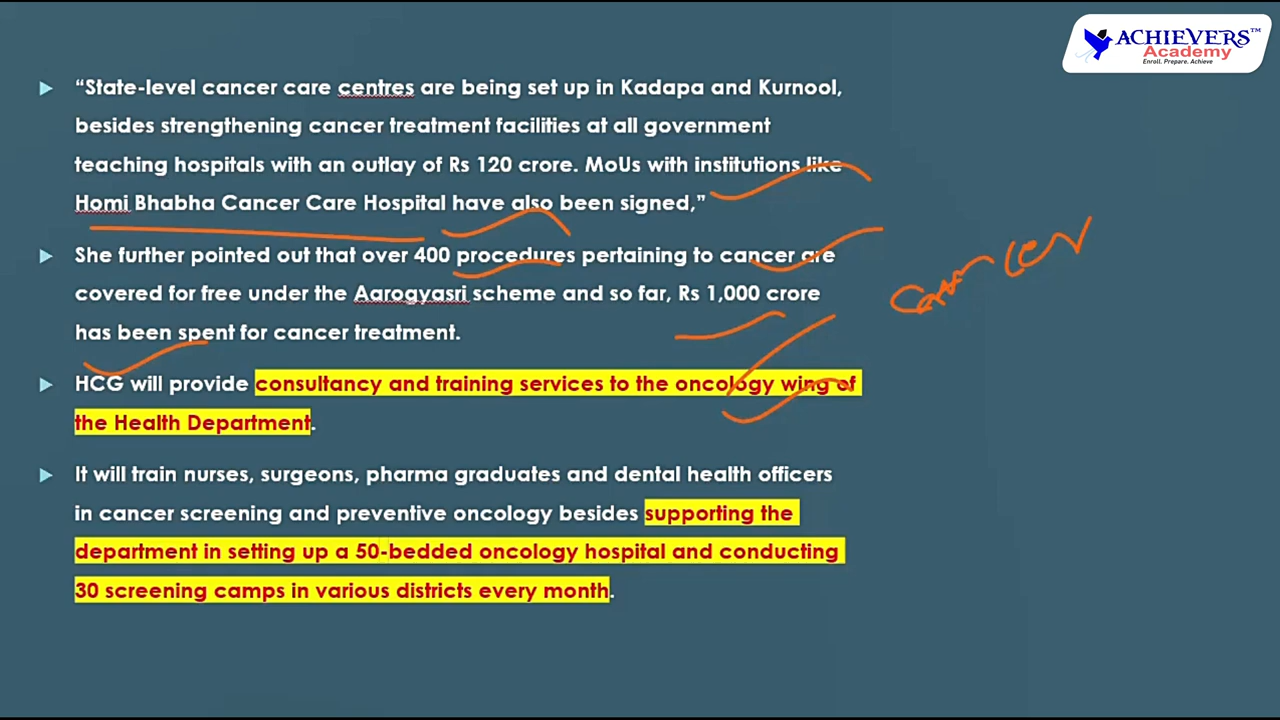 ACHIEVERS™
Academy
Enroll. Prepare. Achieve
“State-level cancer care centres are being set up in Kadapa and Kurnool,
besides strengthening cancer treatment facilities at all government
teaching hospitals with an outlay of Rs 120 crore. MoUs with institutions like
Homi Bhabha Cancer Care Hospital have also been signed,”
She further pointed out that over 400 procedures pertaining to cancer are
covered for free under the Aarogyasri scheme and so far, Rs 1,000 crore
has been spent for cancer treatment.
HCG will provide consultancy and training services to the oncology wing of
the Health Department.
It will train nurses, surgeons, pharma graduates and dental health officers
in cancer screening and preventive oncology besides supporting the
department in setting up a 50-bedded oncology hospital and conducting
30 screening camps in various districts every month.